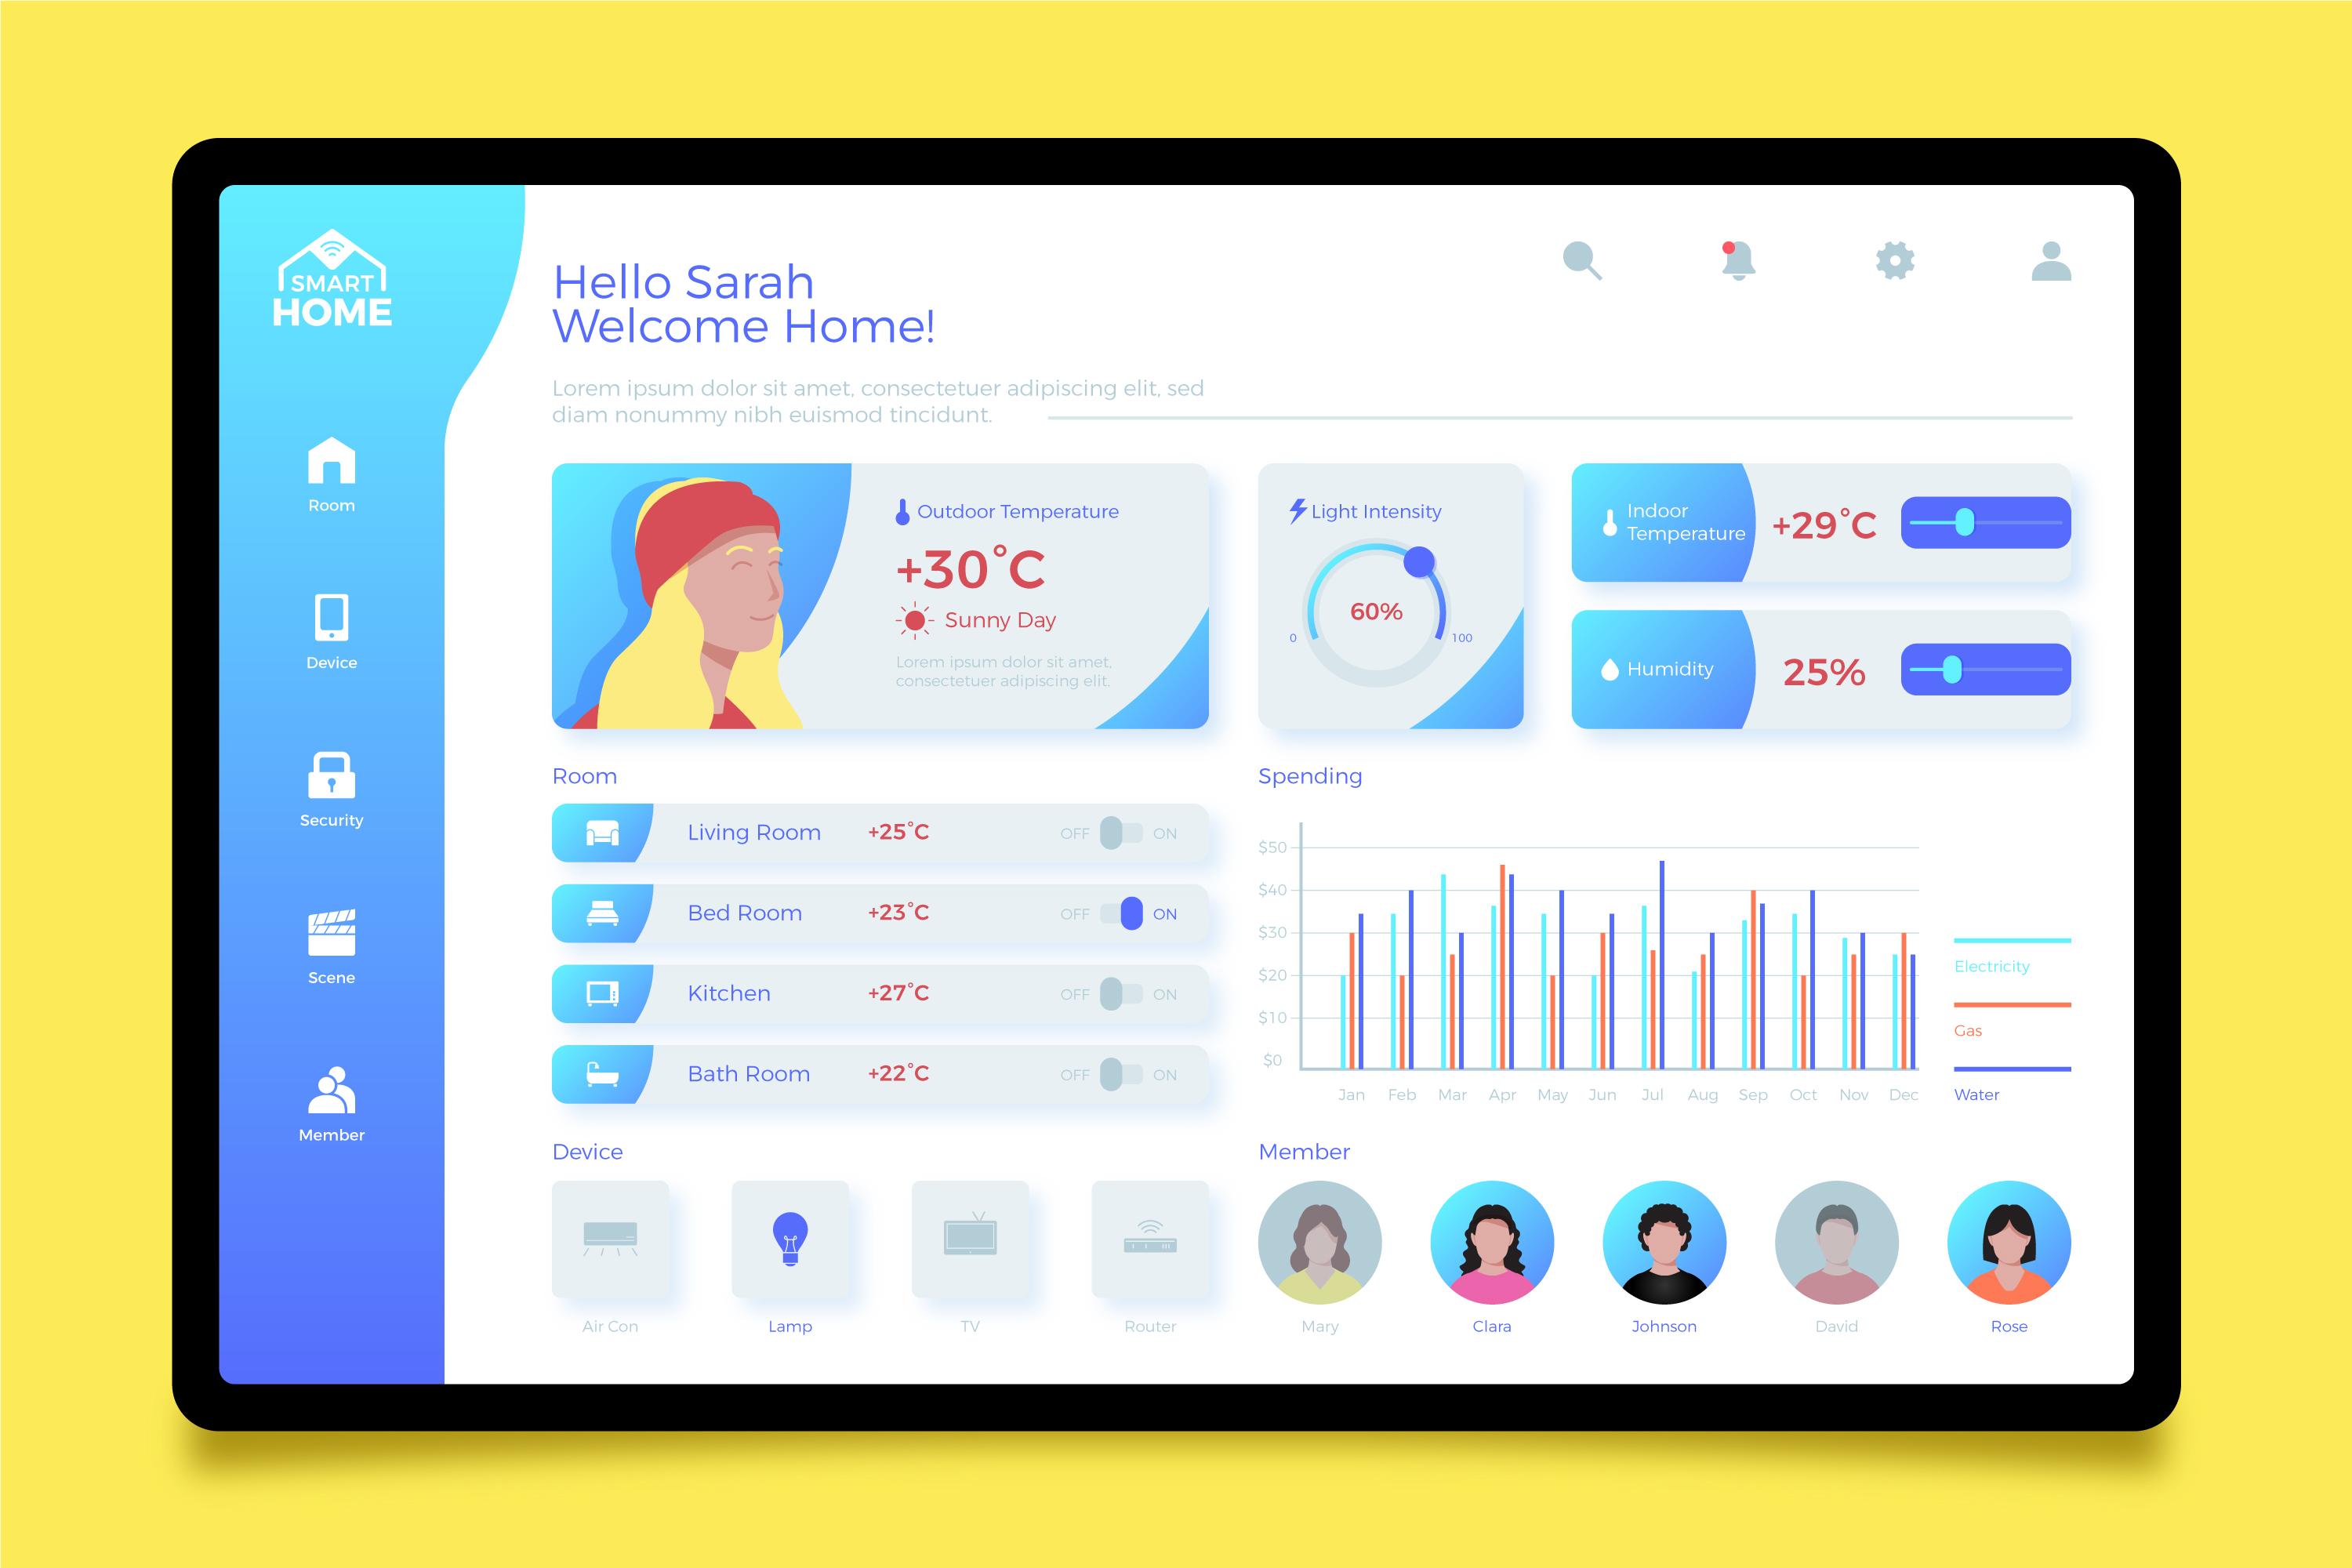 SMART
HOME
Room
Device
Security
Scene
Member
Hello Sarah
Welcome Home!
Lorem ipsum dolor sit amet, consectetuer adipiscing elit, sed
diam nonummy nibh euismod tincidunt.
Outdoor Temperature
+30°C
Sunny Day
Lorem ipsum dolor sit amet,
consectetuer adipiscing elit.
Light Intensity
60%
0
100
Indoor
Temperature
+29°C
Humidity
25%
Room
Living Room +25°C OFF ON
Bed Room +23°C OFF ON
Kitchen +27°C OFF ON
Bath Room +22°C OFF ON
Spending
$50
$40
$30
$20
$10
$0
Jan Feb Mar Apr May Jun Jul Aug Sep Oct Nov Dec
Electricity
Gas
Water
Device
Air Con Lamp TV Router
Member
Mary Clara Johnson David Rose